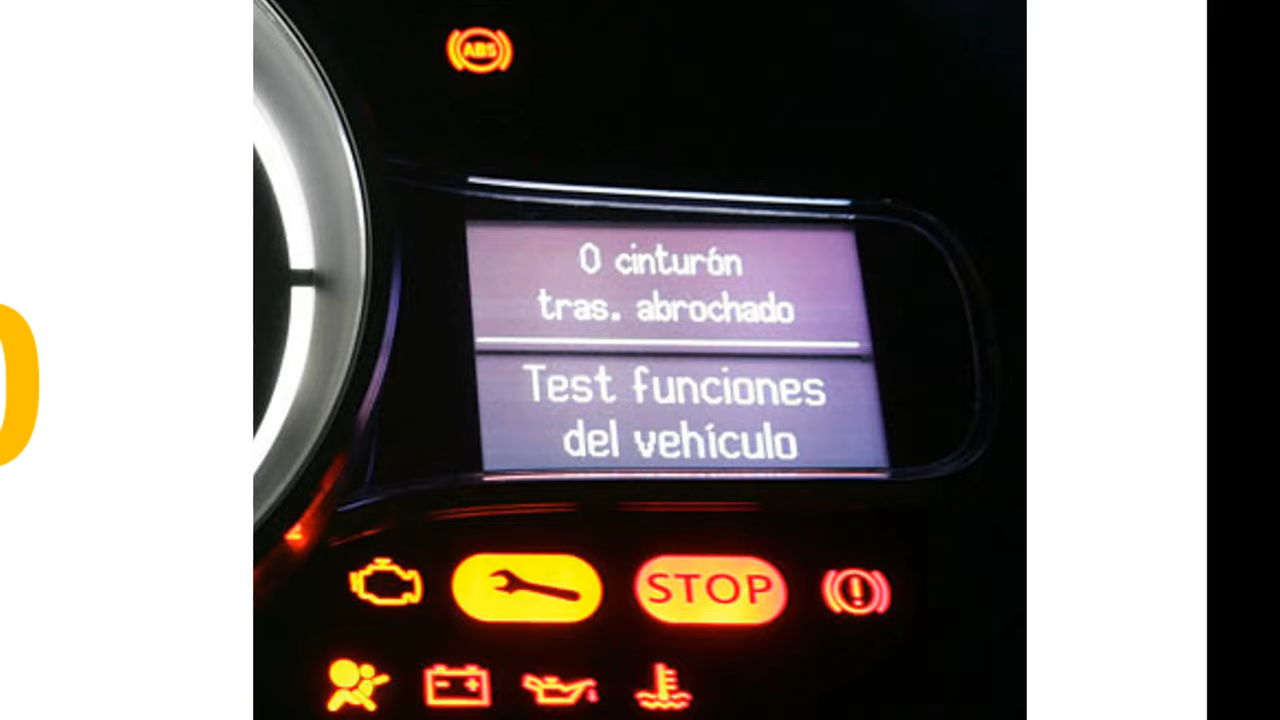 ABS
0 cinturón
tras. abrochado
Test funciones
del vehículo
STOP